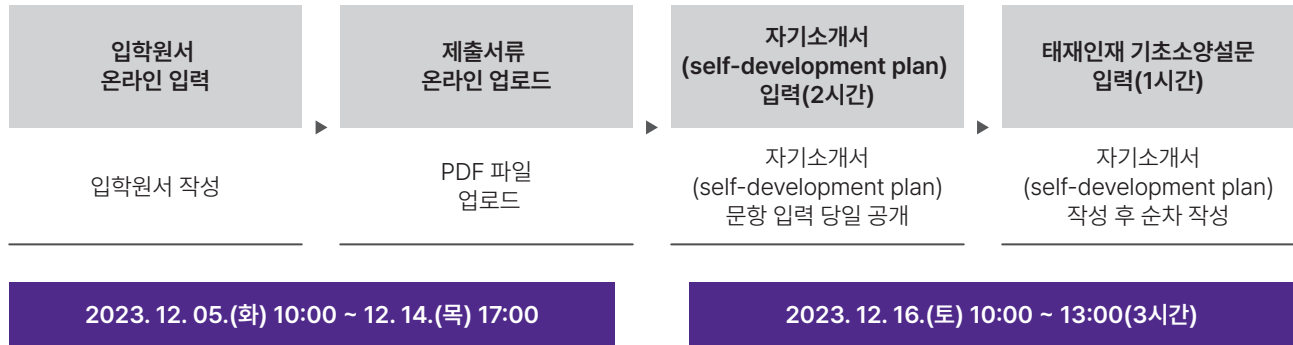 입학원서
온라인 입력
제출서류
온라인 업로드
자기소개서
(self-development plan)
입력(2시간)
태재인재 기초소양설문
입력(1시간)
입학원서 작성
PDF 파일
업로드
자기소개서
(self-development plan)
문항 입력 당일 공개
자기소개서
(self-development plan)
작성 후 순차 작성
2023. 12. 05.(화) 10:00 ~ 12. 14.(목) 17:00
2023. 12. 16.(토) 10:00 ~ 13:00(3시간)